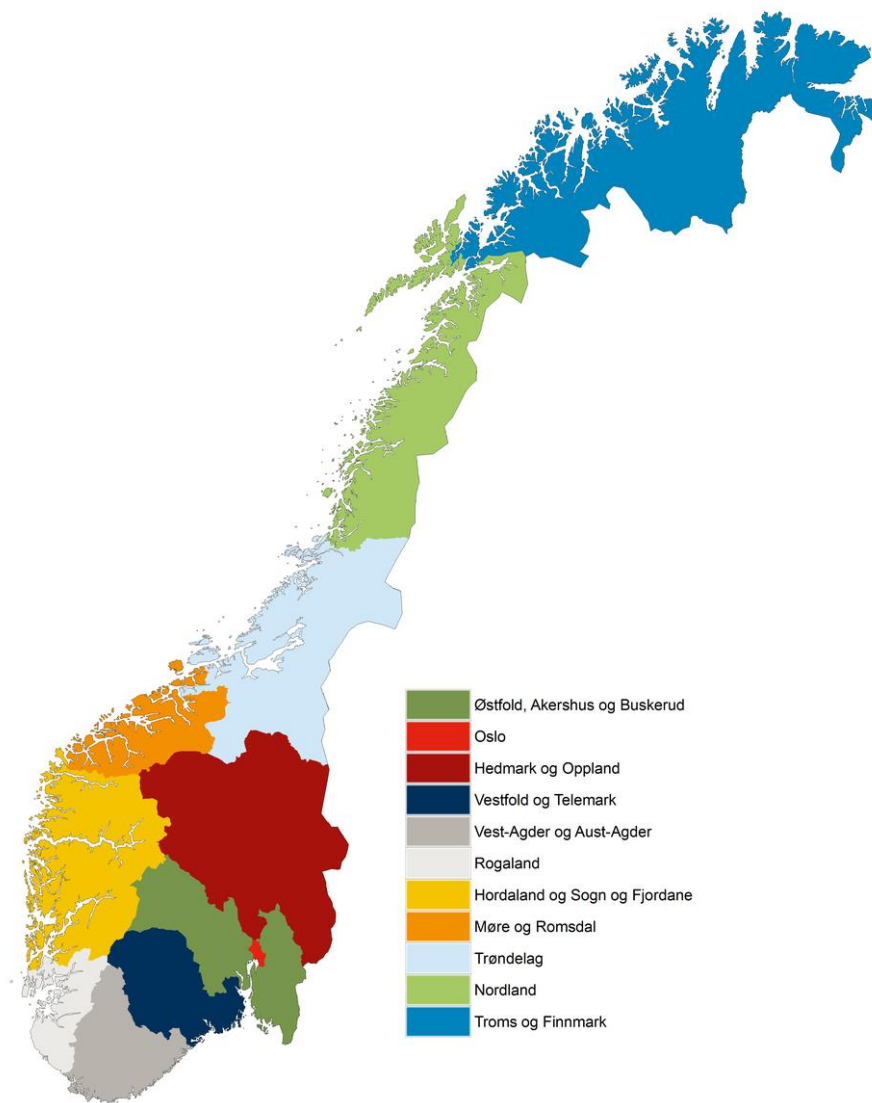 Østfold, Akershus og Buskerud
Oslo
Hedmark og Oppland
Vestfold og Telemark
Vest-Agder og Aust-Agder
Rogaland
Hordaland og Sogn og Fjordane
Møre og Romsdal
Trøndelag
Nordland
Troms og Finnmark